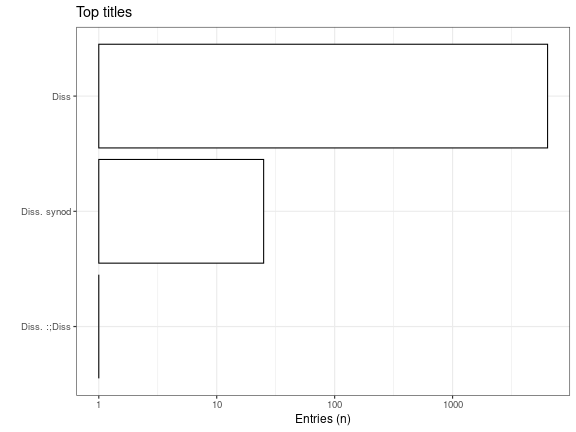 Top titles
Diss
Diss. synod
Diss. :;Diss
1 10 100 1000
Entries (n)